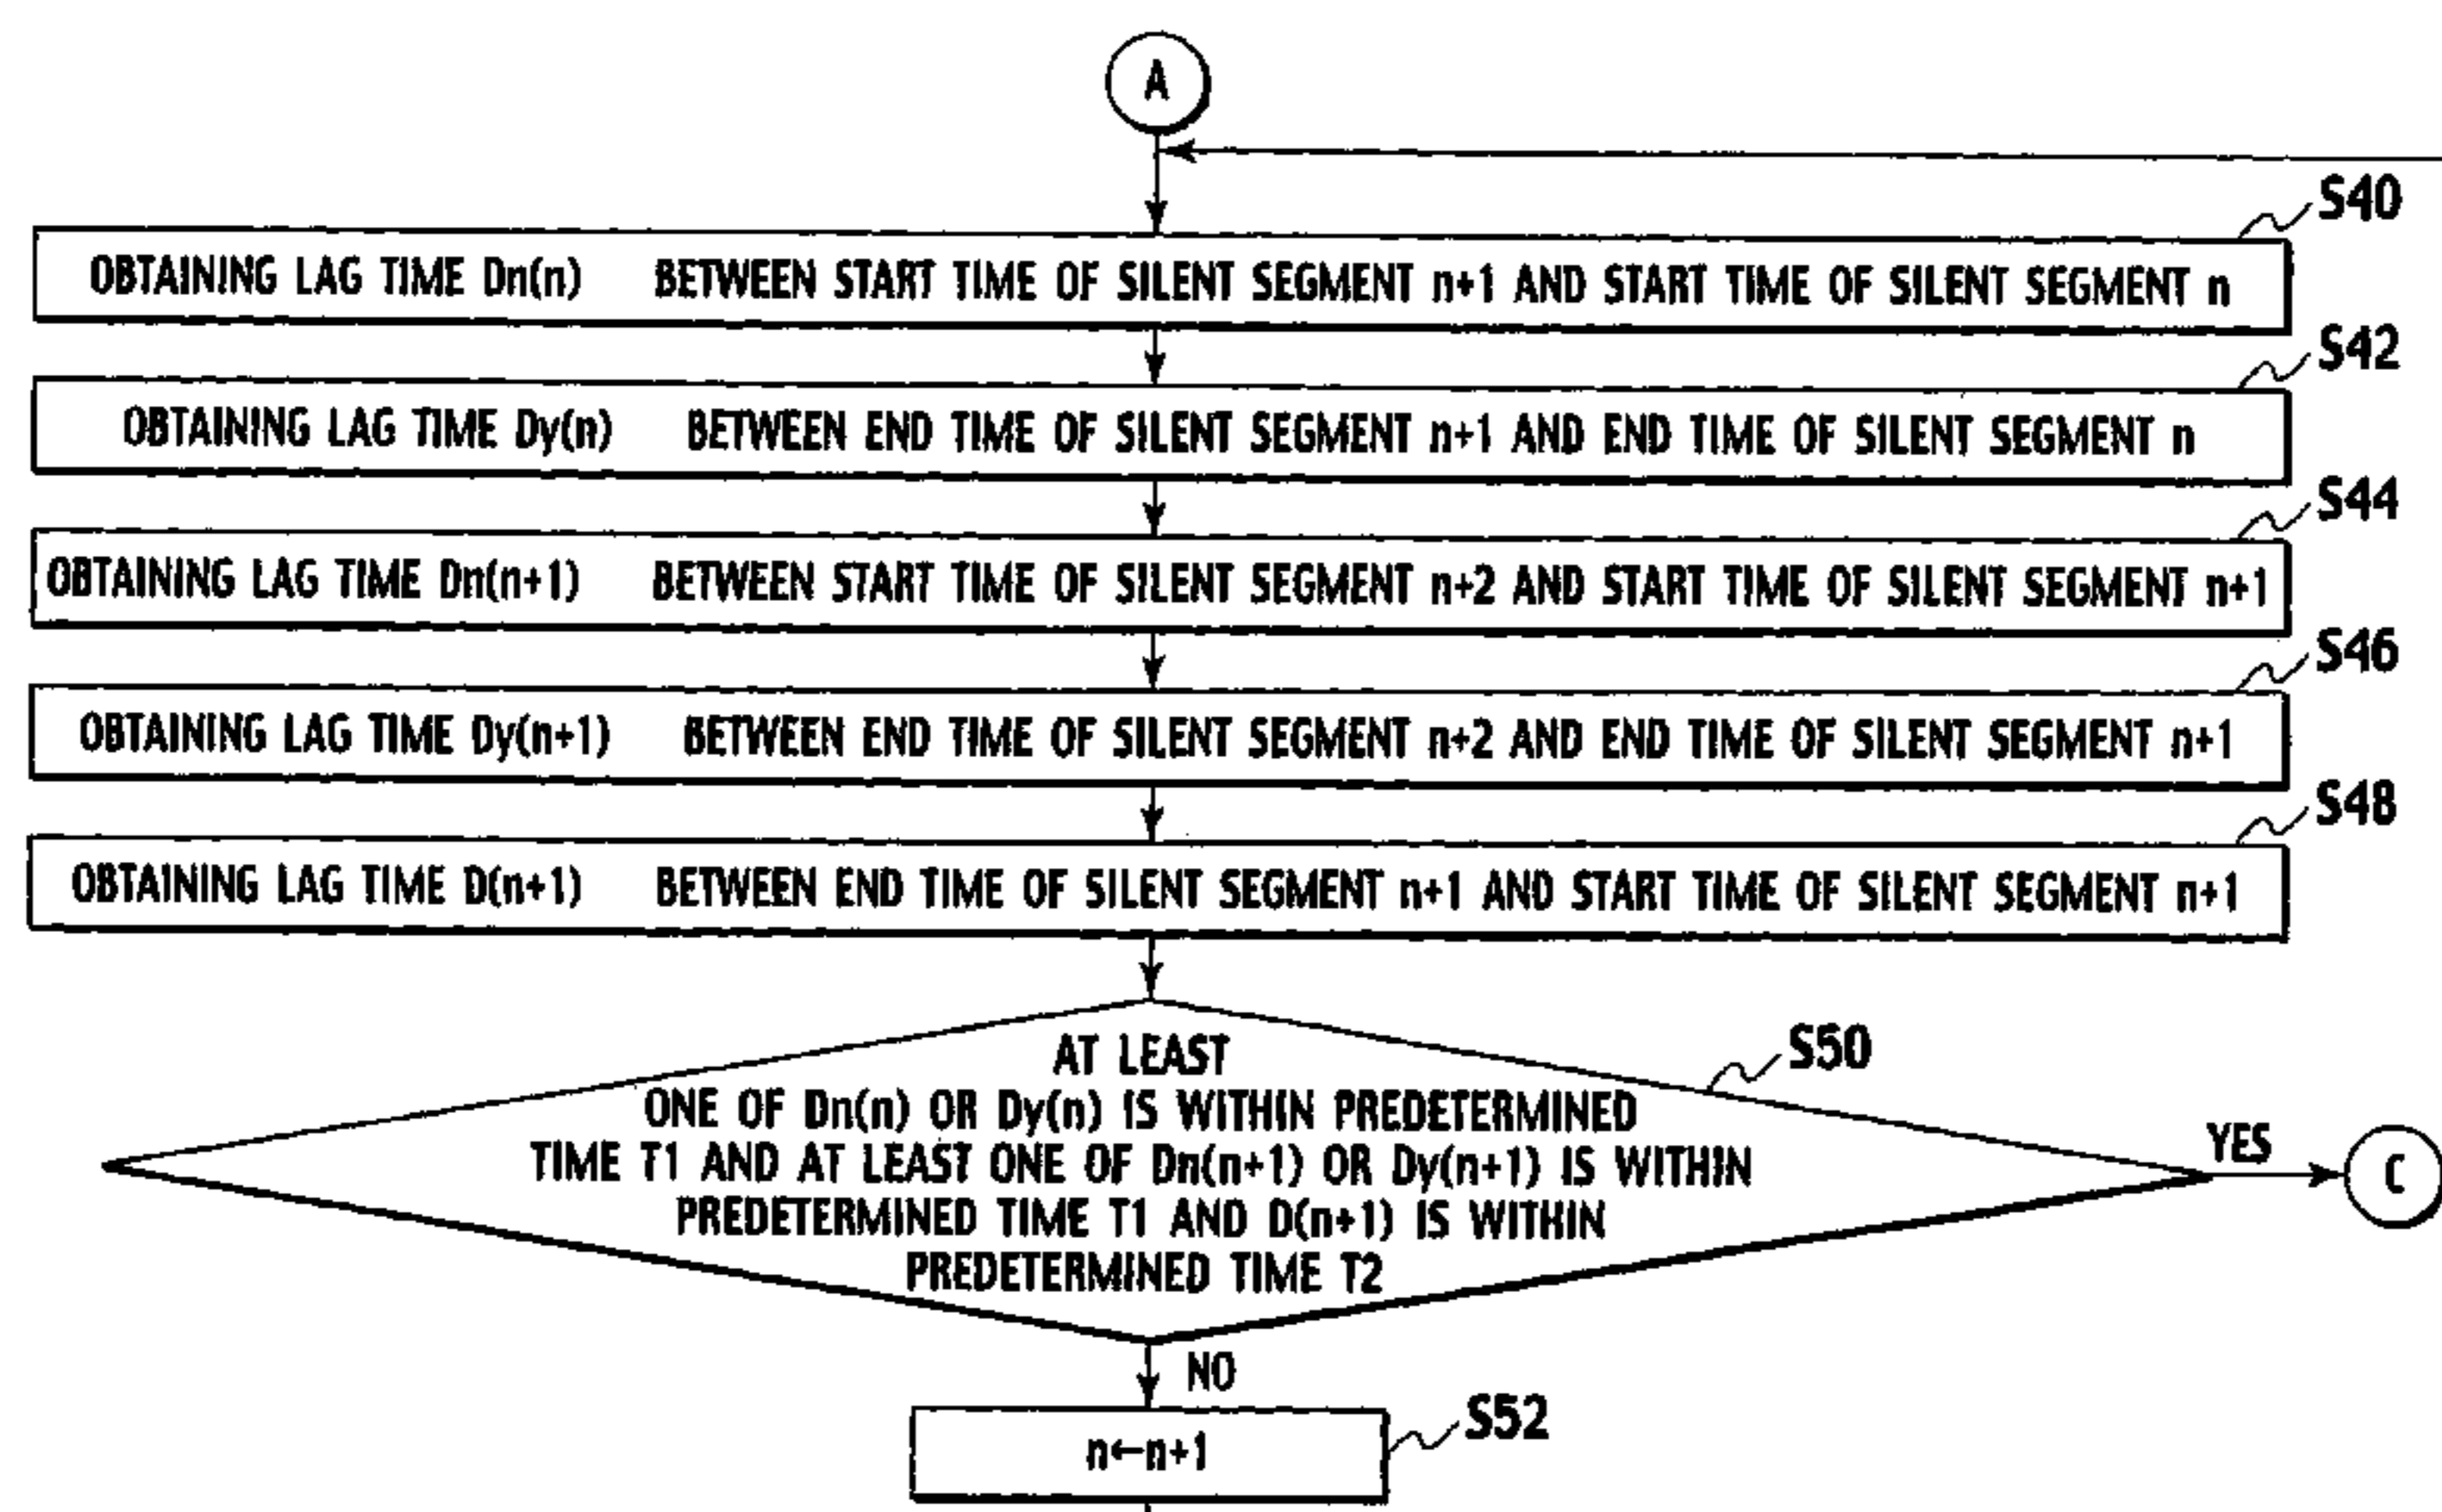 A
S40
OBTAINING LAG TIME Dn(n) BETWEEN START TIME OF SILENT SEGMENT n+1 AND START TIME OF SILENT SEGMENT n
S42
OBTAINING LAG TIME Dy(n) BETWEEN END TIME OF SILENT SEGMENT n+1 AND END TIME OF SILENT SEGMENT n
S44
OBTAINING LAG TIME Dn(n+1) BETWEEN START TIME OF SILENT SEGMENT n+2 AND START TIME OF SILENT SEGMENT n+1
S46
OBTAINING LAG TIME Dy(n+1) BETWEEN END TIME OF SILENT SEGMENT n+2 AND END TIME OF SILENT SEGMENT n+1
S48
OBTAINING LAG TIME D(n+1) BETWEEN END TIME OF SILENT SEGMENT n+1 AND START TIME OF SILENT SEGMENT n+1
S50
AT LEAST
ONE OF Dn(n) OR Dy(n) IS WITHIN PREDETERMINED
TIME T1 AND AT LEAST ONE OF Dn(n+1) OR Dy(n+1) IS WITHIN
PREDETERMINED TIME T1 AND D(n+1) IS WITHIN
PREDETERMINED TIME T2
YES
C
NO
S52
n←n+1